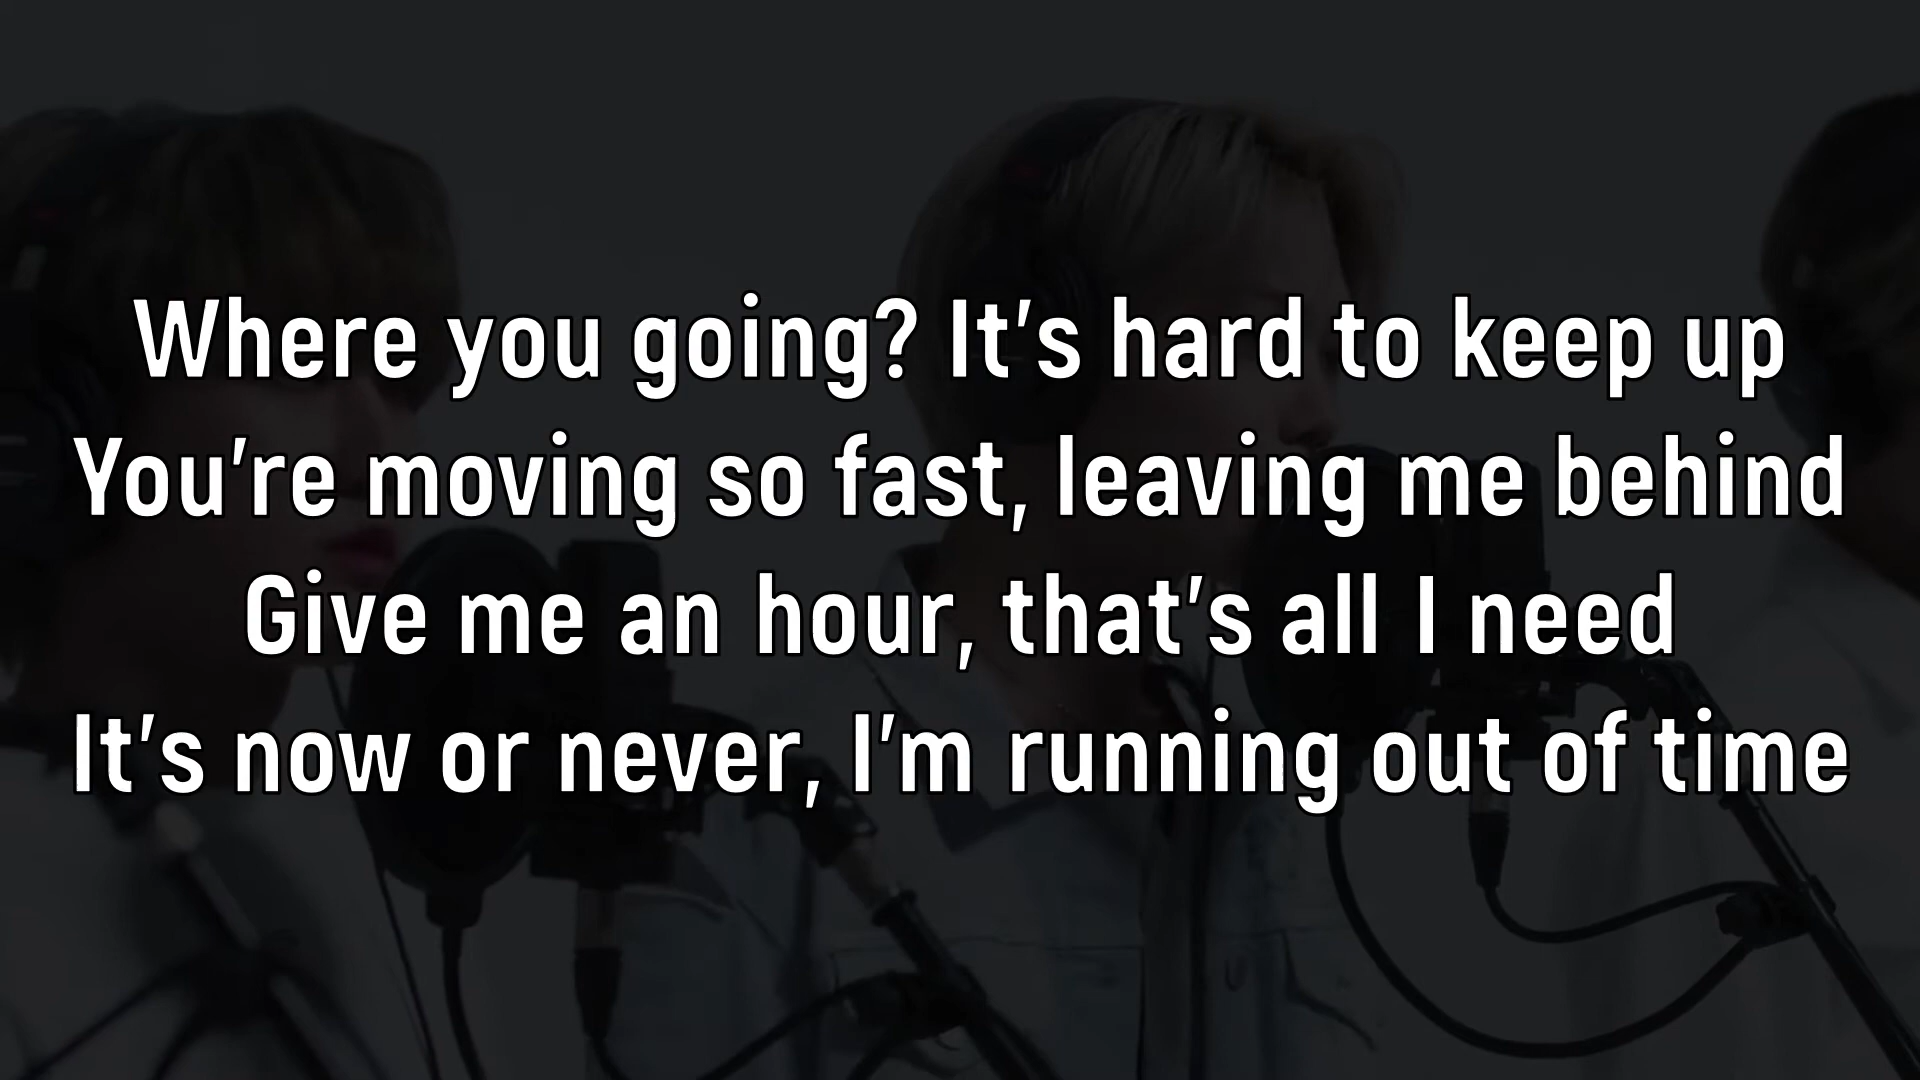 Where you going? It's hard to keep up
You're moving so fast, leaving me behind
Give me an hour, that's all I need
It's now or never, I'm running out of time